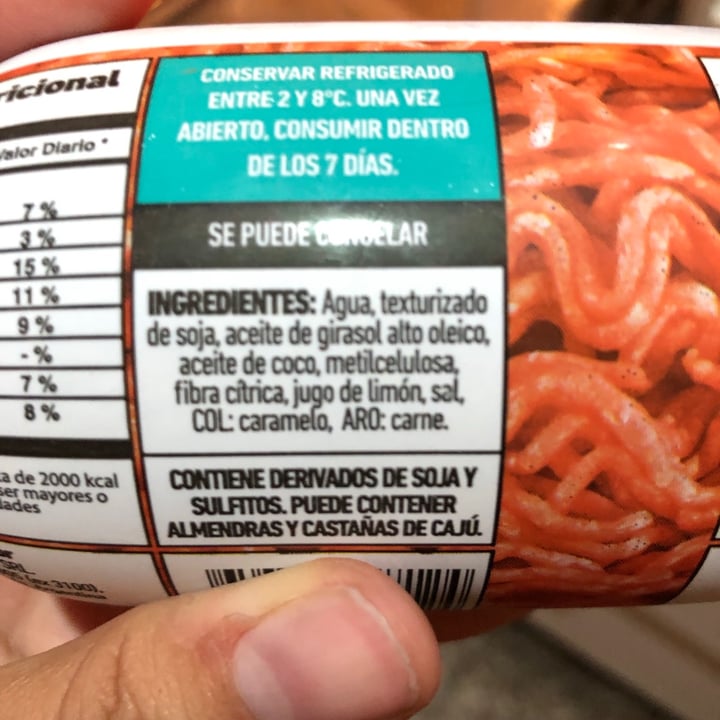 Valor Diario *
7 %
3 %
15 %
11 %
9 %
- %
7 %
8 %
de 2000 kcal
ser mayores o
CONSERVAR REFRIGERADO
ENTRE 2 Y 8°C. UNA VEZ
ABIERTO, CONSUMIR DENTRO
DE LOS 7 DÍAS.
SE PUEDE CONGELAR
INGREDIENTES: Agua, texturizado
de soja, aceite de girasol alto oleico,
aceite de coco, metilcelulosa,
fibra cítrica, jugo de limón, sal,
COL: caramelo, ARO: carne.
CONTIENE DERIVADOS DE SOJA Y
SULFITOS. PUEDE CONTENER
ALMENDRAS Y CASTAÑAS DE CAJÚ.
SRL
3100).